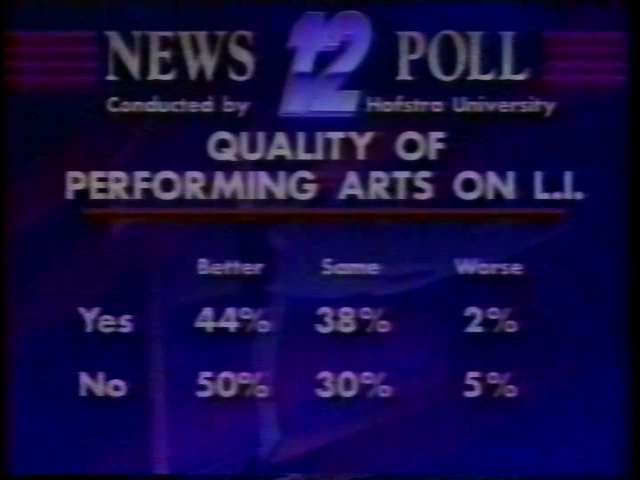 NEWS 12 POLL
Conducted by Hofstra University
QUALITY OF
PERFORMING ARTS ON L.I.
Better Same Worse
Yes 44% 38% 2%
No 50% 30% 5%